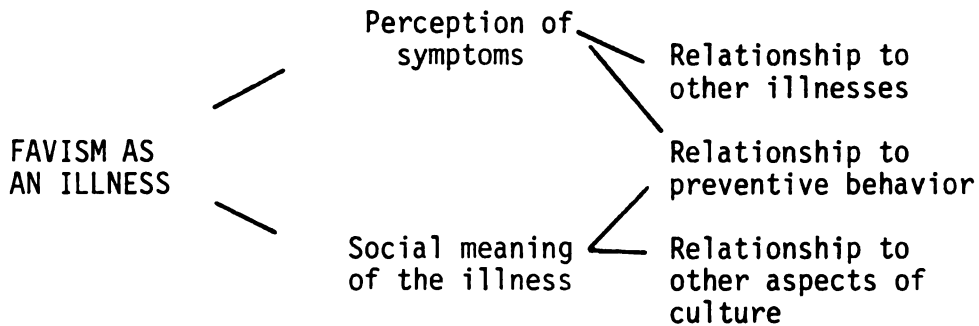 Perception of
symptoms
Relationship to
other illnesses
FAVISM AS
AN ILLNESS
Relationship to
preventive behavior
Social meaning
of the illness
Relationship to
other aspects of
culture